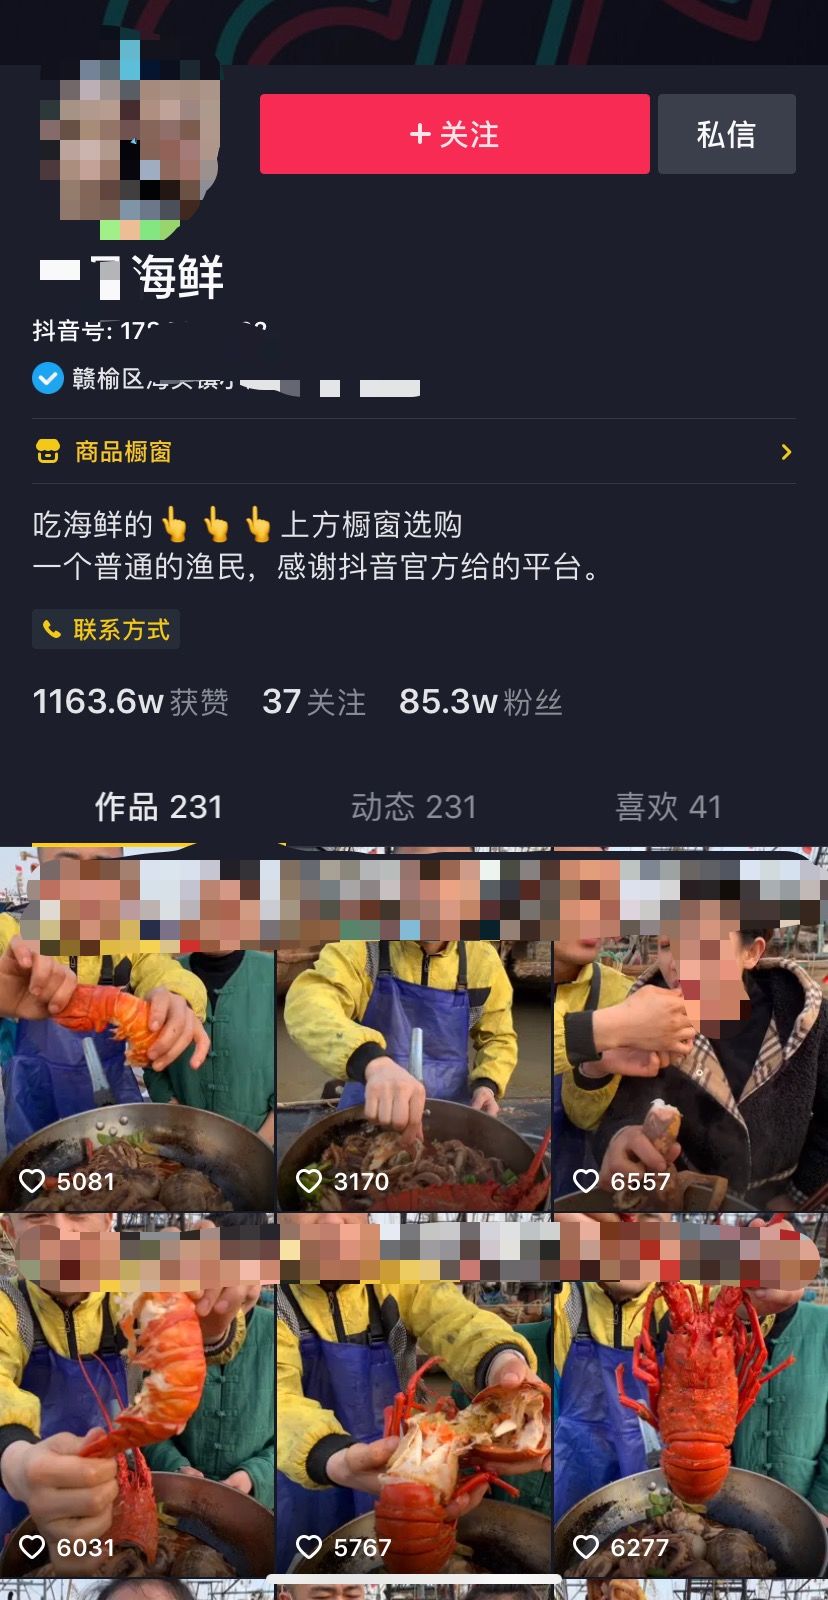 + 关注
私信
海鲜
抖音号: 17
赣榆区
商品橱窗
吃海鲜的👆👆👆上方橱窗选购
一个普通的渔民，感谢抖音官方给的平台。
联系方式
1163.6w 获赞 37 关注 85.3w 粉丝
作品 231 动态 231 喜欢 41
5081 3170 6557
6031 5767 6277